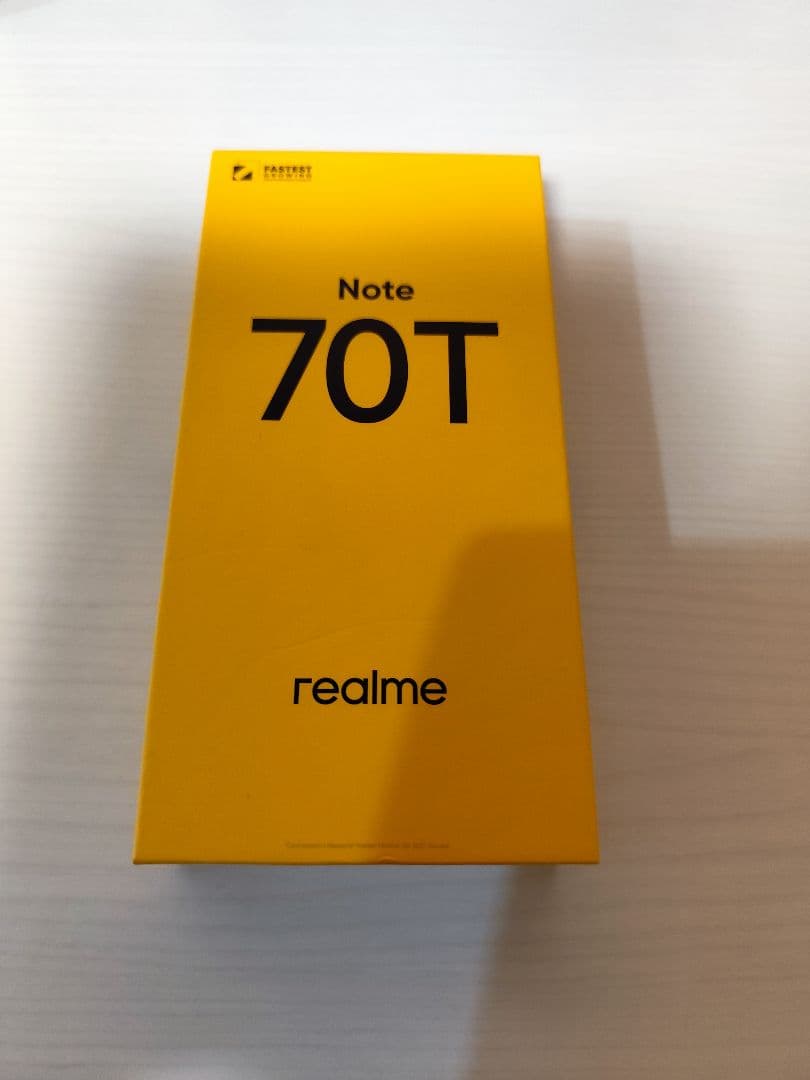 FASTEST
GROWING
Note
70T
realme